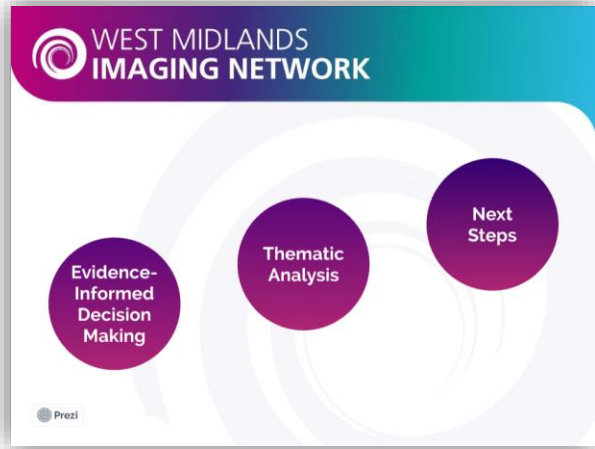 WEST MIDLANDS
IMAGING NETWORK
Evidence-
Informed
Decision
Making
Thematic
Analysis
Next
Steps
Prezi